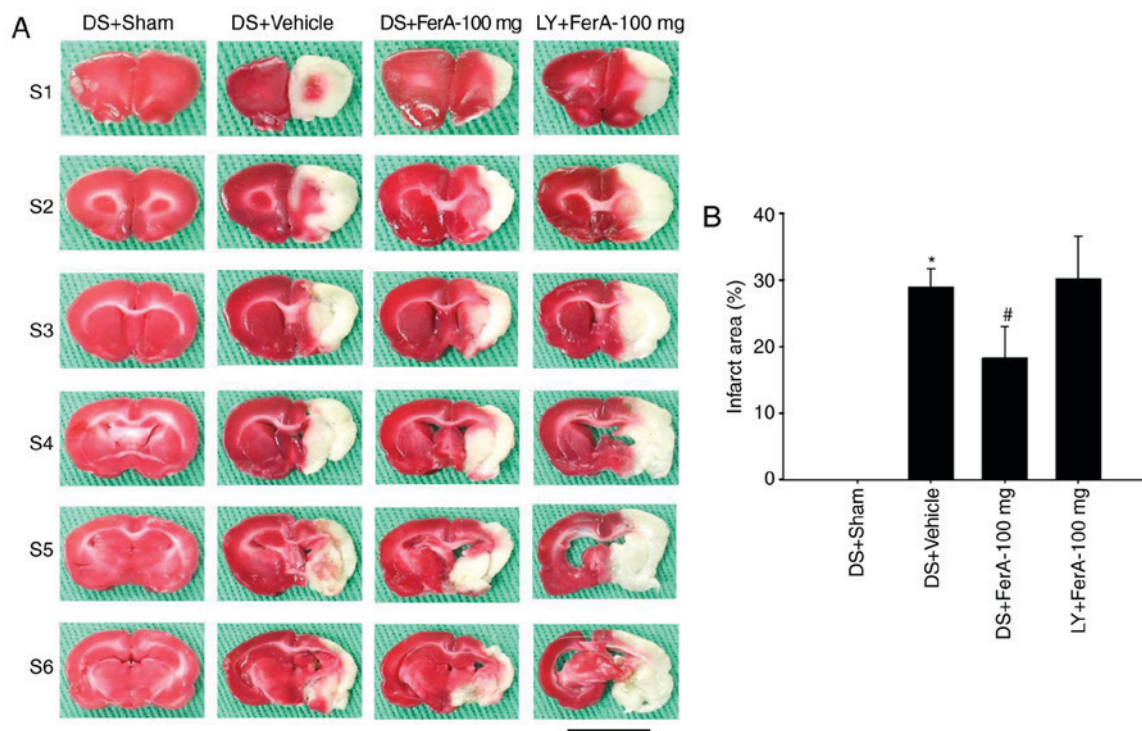 A
DS+Sham DS+Vehicle DS+FerA-100 mg LY+FerA-100 mg
S1
S2
S3
S4
S5
S6
B
Infarct area (%)
40
30
20
10
0
*
#
DS+Sham
DS+Vehicle
DS+FerA-100 mg
LY+FerA-100 mg